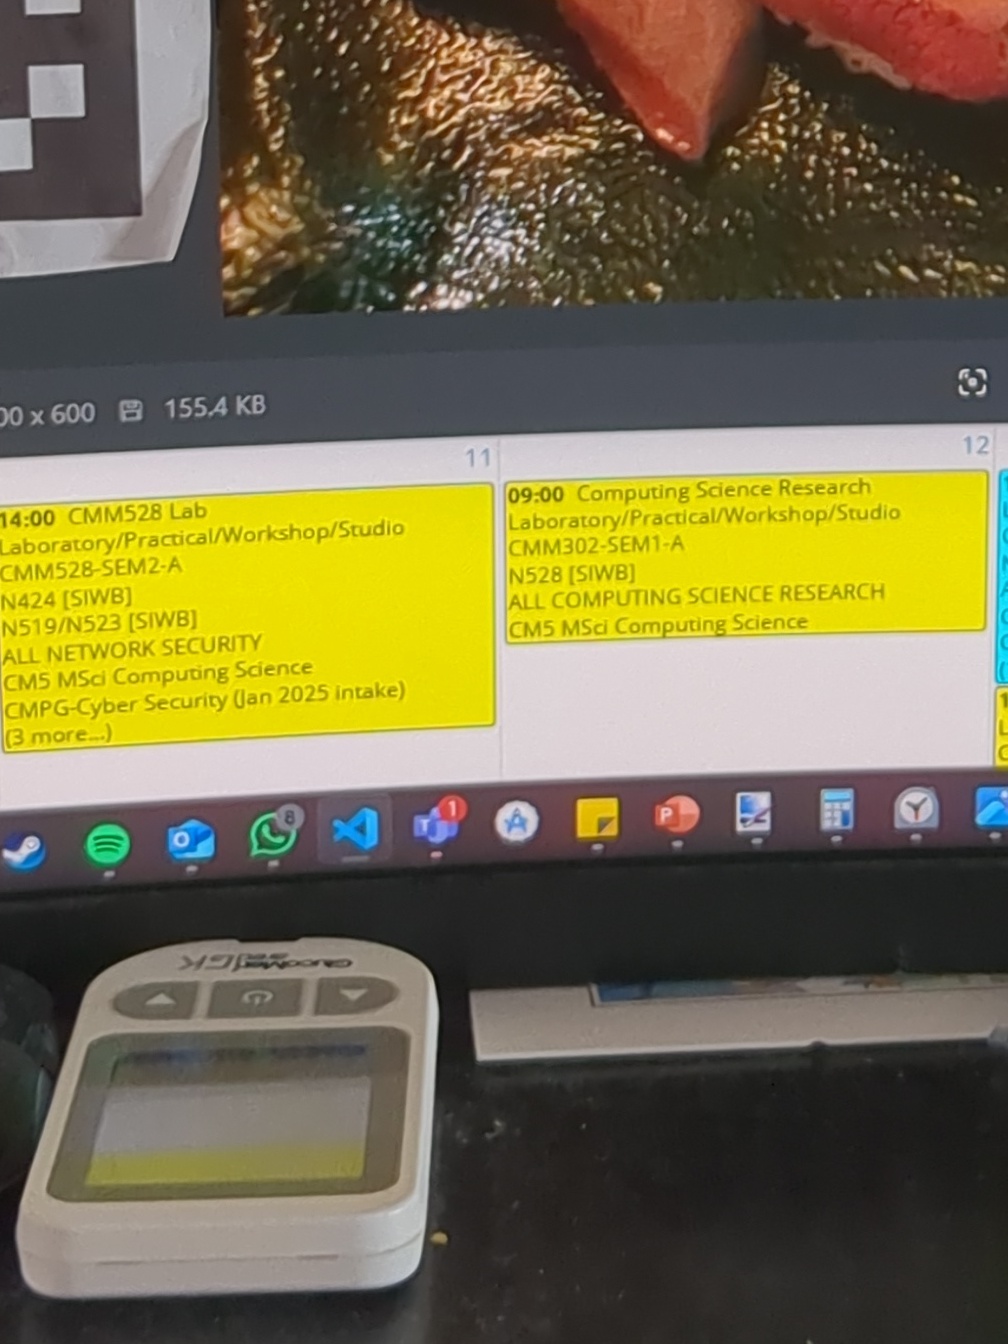 00 x 600 155.4 KB
11
14:00 CMM528 Lab
Laboratory/Practical/Workshop/Studio
CMM528-SEM2-A
N424 [SIWB]
N519/N523 [SIWB]
ALL NETWORK SECURITY
CM5 MSci Computing Science
CMPG-Cyber Security (Jan 2025 intake)
(3 more...)
12
09:00 Computing Science Research
Laboratory/Practical/Workshop/Studio
CMM302-SEM1-A
N528 [SIWB]
ALL COMPUTING SCIENCE RESEARCH
CM5 MSci Computing Science
8
1
GlucoMen
GK